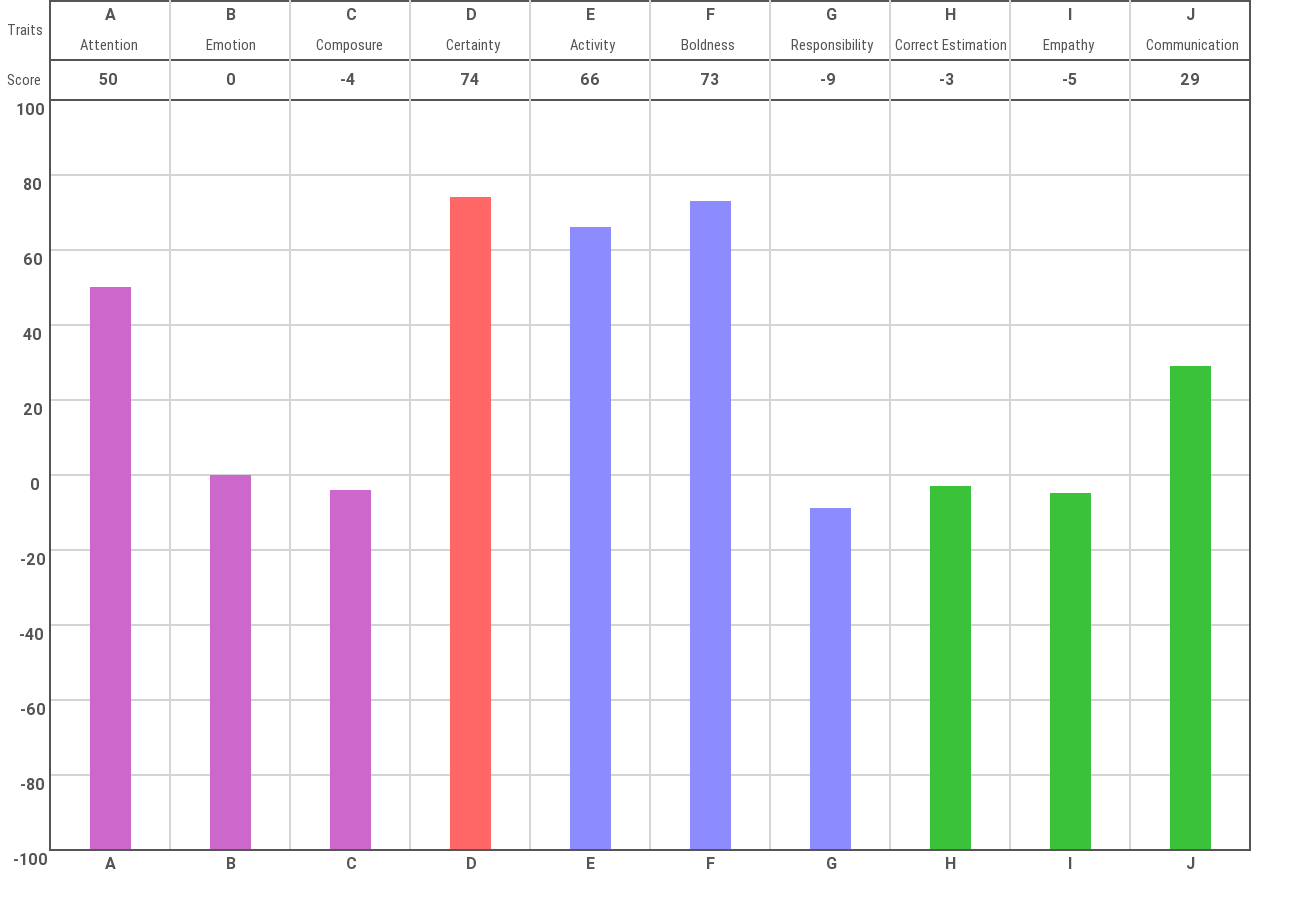 Traits A B C D E F G H I J
Attention Emotion Composure Certainty Activity Boldness Responsibility Correct Estimation Empathy Communication
Score 50 0 -4 74 66 73 -9 -3 -5 29
100
80
60
40
20
0
-20
-40
-60
-80
-100
A B C D E F G H I J